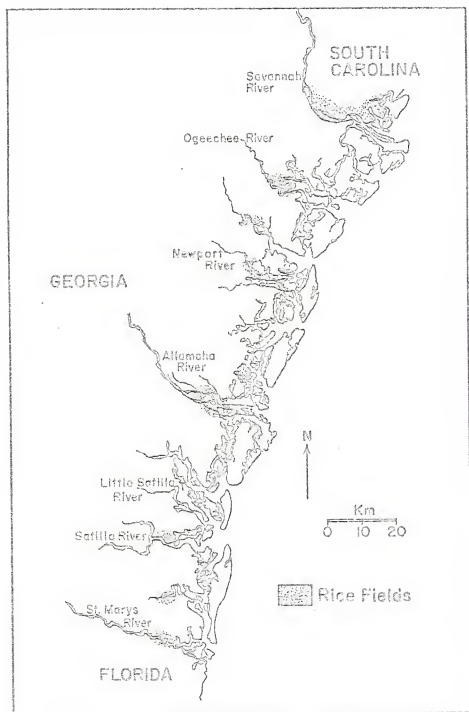 SOUTH
CAROLINA
Savannah
River
Ogeechee River
Newport
River
GEORGIA
Altamaha
River
N
Little Satilla
River
Km
0 10 20
Satilla River
Rice Fields
St. Marys
River
FLORIDA